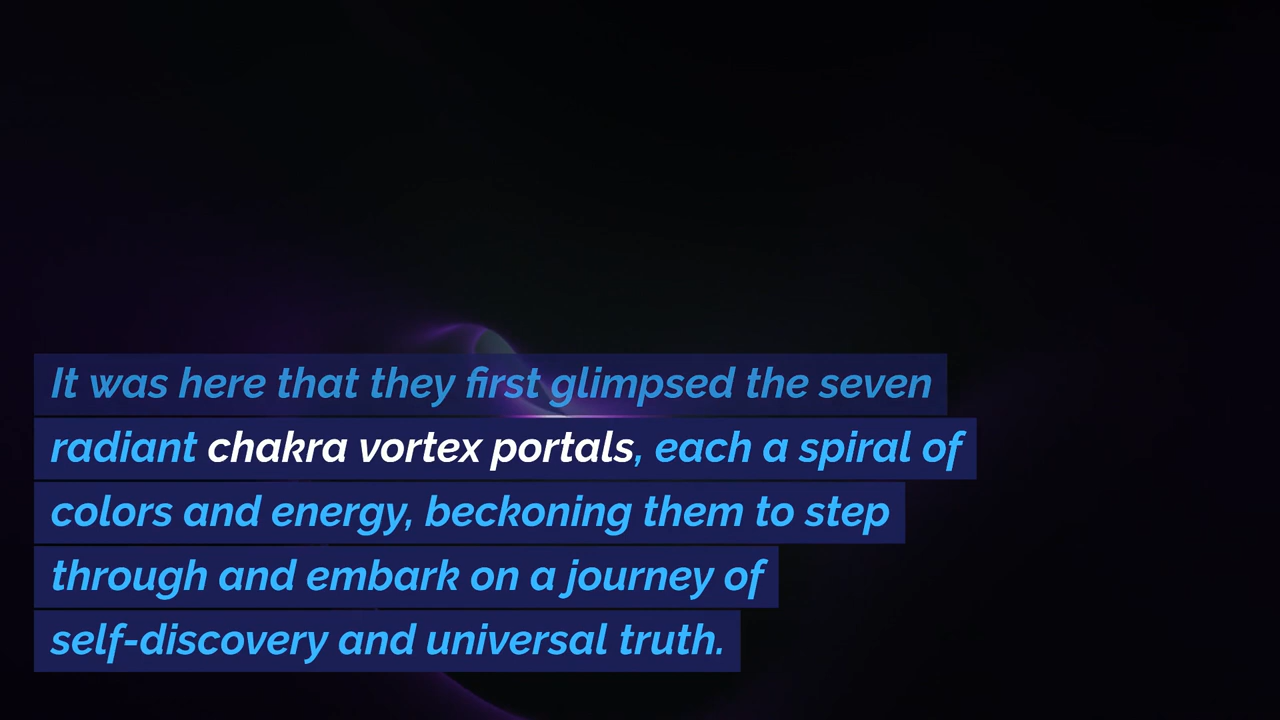 It was here that they first glimpsed the seven
radiant chakra vortex portals, each a spiral of
colors and energy, beckoning them to step
through and embark on a journey of
self-discovery and universal truth.